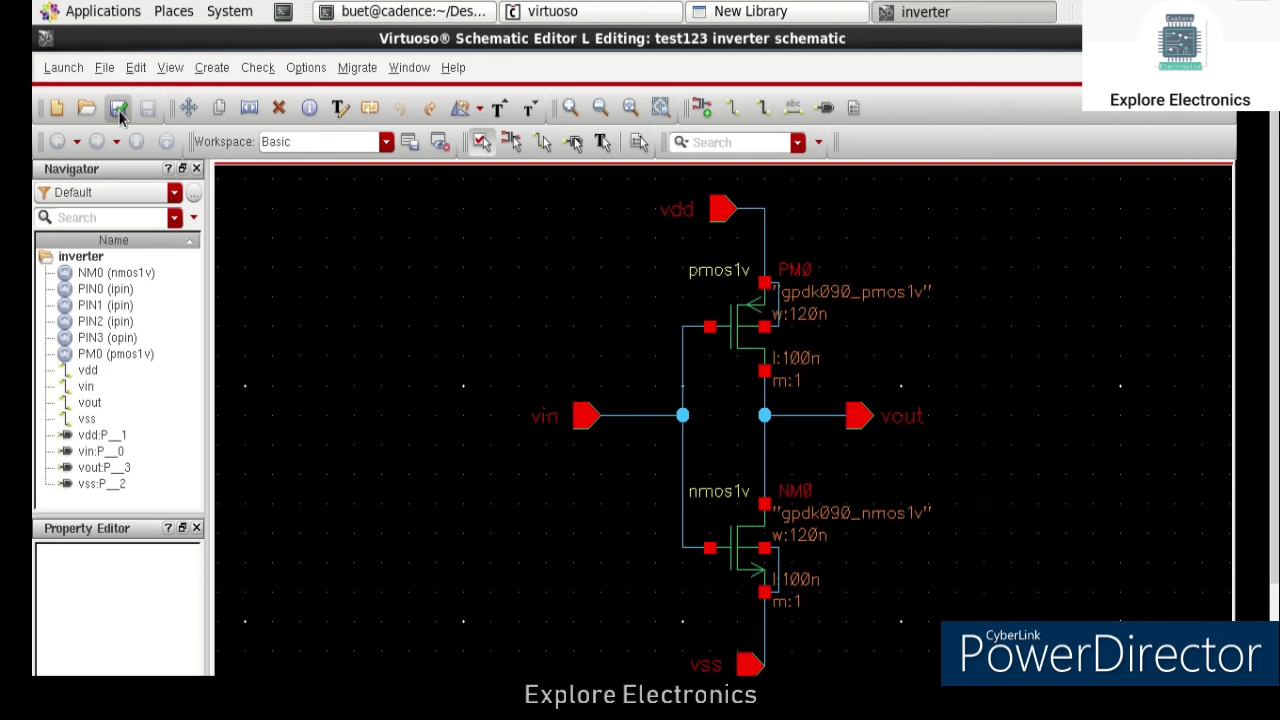 Applications Places System buet@cadence:~/Des... virtuoso New Library inverter
Virtuoso® Schematic Editor L Editing: test123 inverter schematic
Launch File Edit View Create Check Options Migrate Window Help
Explore Electronics
Workspace: Basic Search
Navigator
Default
Search
Name
inverter
NM0 (nmos1v)
PIN0 (ipin)
PIN1 (ipin)
PIN2 (ipin)
PIN3 (opin)
PM0 (pmos1v)
vdd
vin
vout
vss
vdd:P__1
vin:P__0
vout:P__3
vss:P__2
Property Editor
vdd
pmos1v PM0
"gpdk090_pmos1v"
w:120n
l:100n
m:1
vin
vout
nmos1v NM0
"gpdk090_nmos1v"
w:120n
l:100n
m:1
vss
CyberLink
PowerDirector
Explore Electronics